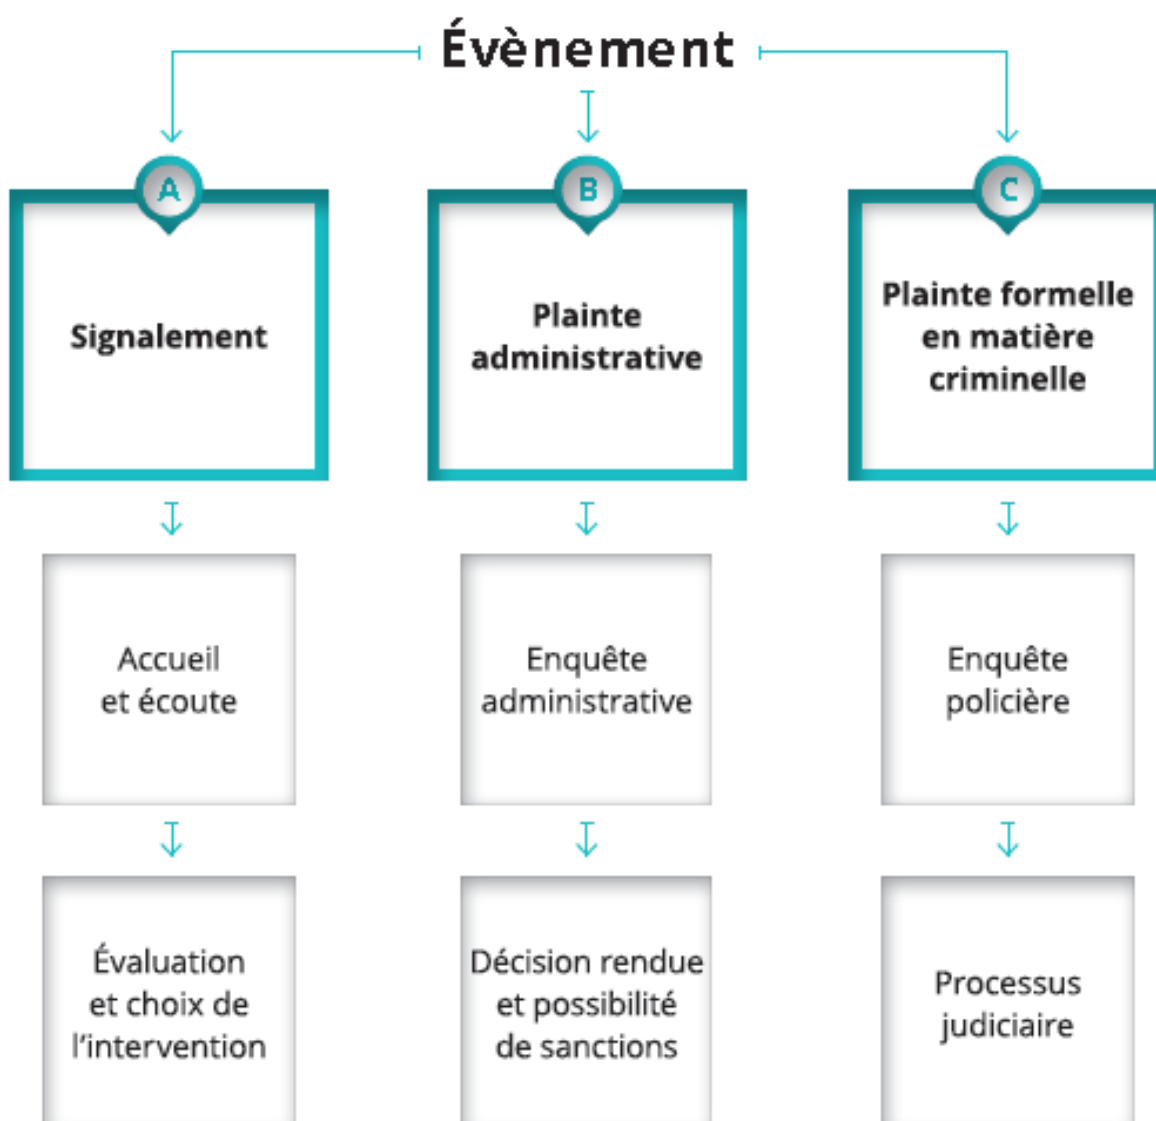 Évènement
A
Signalement
Accueil
et écoute
Évaluation
et choix de
l'intervention
B
Plainte
administrative
Enquête
administrative
Décision rendue
et possibilité
de sanctions
C
Plainte formelle
en matière
criminelle
Enquête
policière
Processus
judiciaire